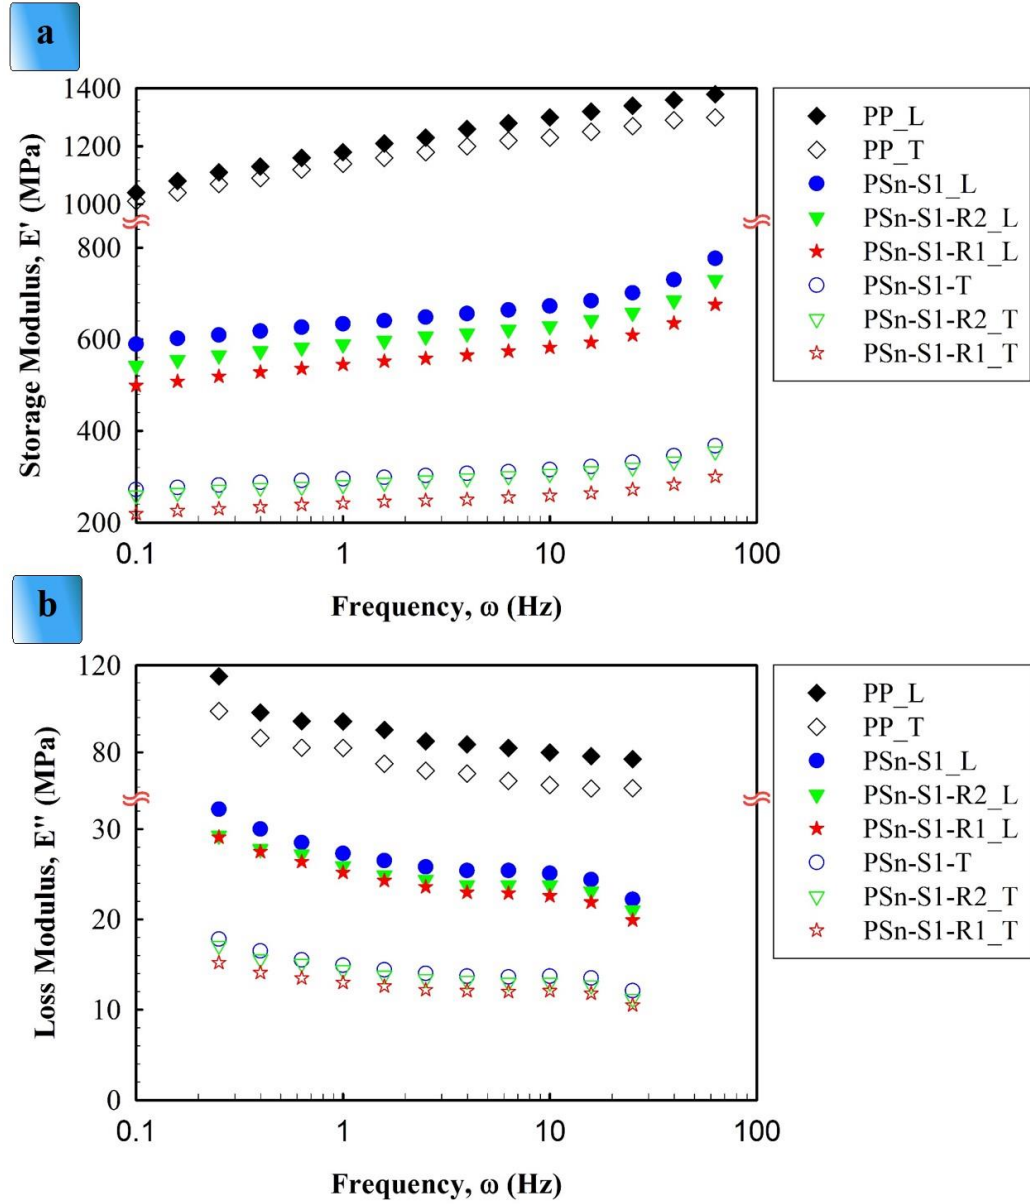 a
1400
1200
1000
800
600
400
200
0.1
1
10
100
Storage Modulus, E' (MPa)
Frequency, ω (Hz)
PP_L
PP_T
PSn-S1_L
PSn-S1-R2_L
PSn-S1-R1_L
PSn-S1-T
PSn-S1-R2_T
PSn-S1-R1_T
b
120
80
30
20
10
0
0.1
1
10
100
Loss Modulus, E" (MPa)
Frequency, ω (Hz)
PP_L
PP_T
PSn-S1_L
PSn-S1-R2_L
PSn-S1-R1_L
PSn-S1-T
PSn-S1-R2_T
PSn-S1-R1_T